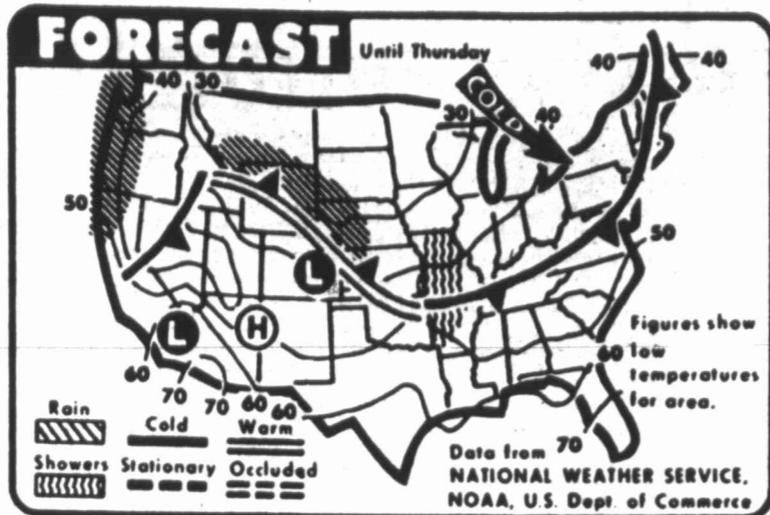 FORECAST
Until Thursday
COLD
40 30
30 40
40 40
50
50
L
L H
60 70 70 60 60
60
70
Figures show
low
temperatures
for area.
Rain Cold Warm
Showers Stationary Occluded
Data from
NATIONAL WEATHER SERVICE,
NOAA, U.S. Dept. of Commerce